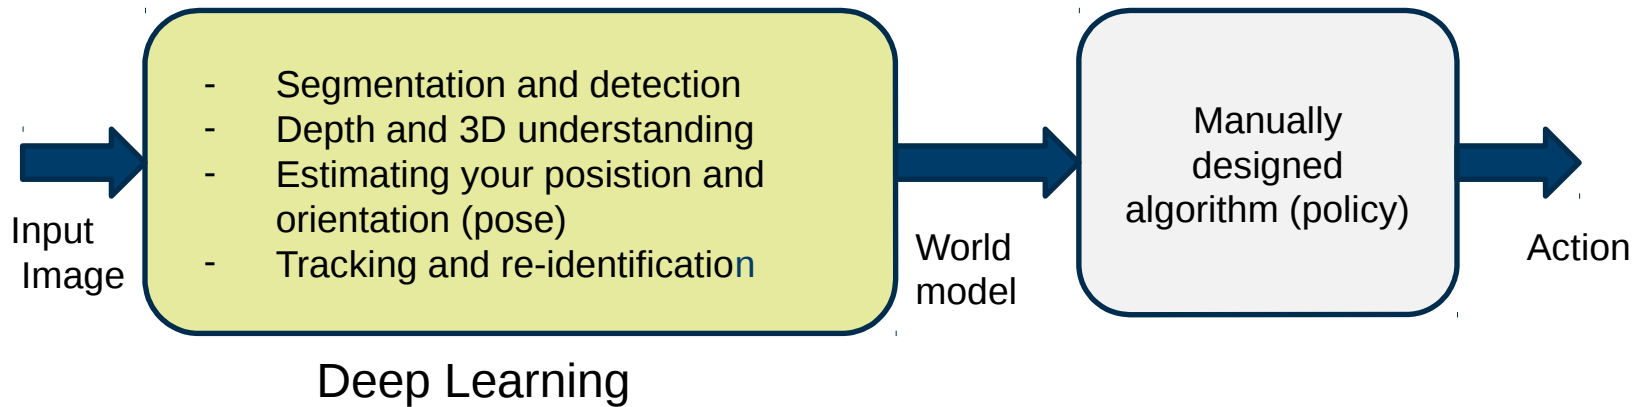 - Segmentation and detection
- Depth and 3D understanding
- Estimating your posistion and
orientation (pose)
- Tracking and re-identification
Input
Image
World
model
Manually
designed
algorithm (policy)
Action
Deep Learning